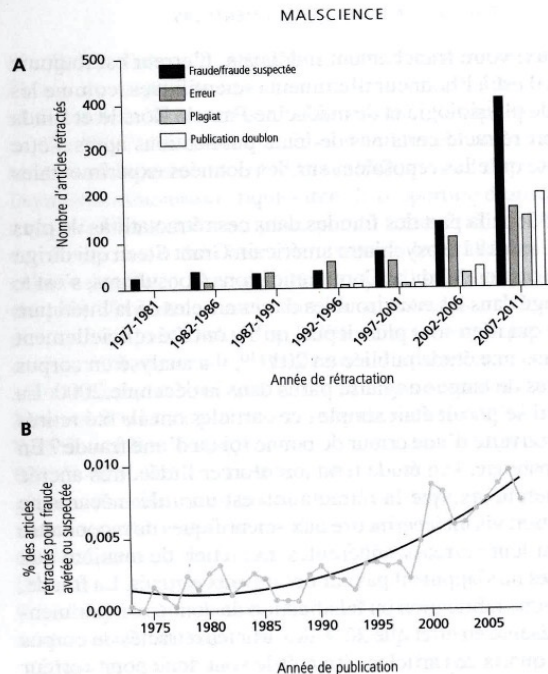 MALSCIENCE
A
500
400
300
200
100
0
Nombre d'articles rétractés
Fraude/fraude suspectée
Erreur
Plagiat
Publication doublon
1977-1981
1982-1986
1987-1991
1992-1996
1997-2001
2002-2006
2007-2011
Année de rétractation
B
0,010
0,005
0,000
% des articles
rétractés pour fraude
avérée ou suspectée
1975
1980
1985
1990
1995
2000
2005
Année de publication